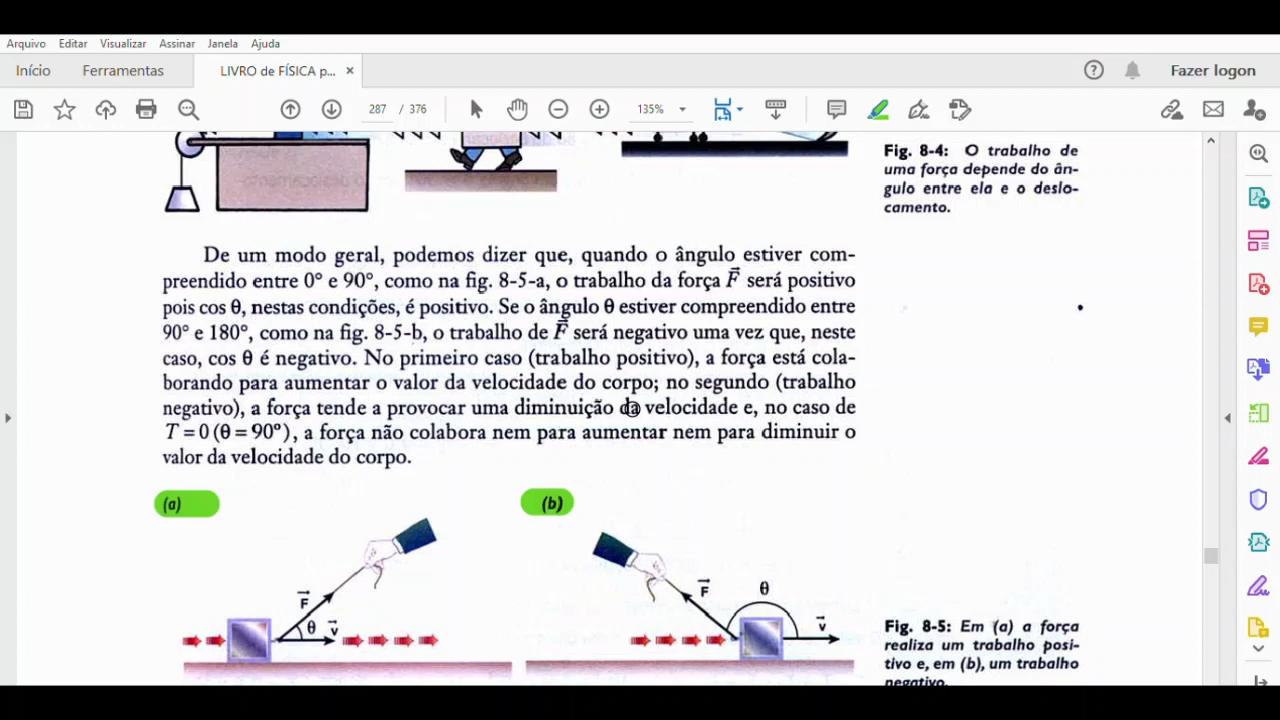 Arquivo Editar Visualizar Assinar Janela Ajuda
Início Ferramentas LIVRO de FÍSICA p... × Fazer logon
287 / 376 135%
Fig. 8-4: O trabalho de
uma força depende do ân-
gulo entre ela e o deslo-
camento.
De um modo geral, podemos dizer que, quando o ângulo estiver com-
preendido entre 0° e 90°, como na fig. 8-5-a, o trabalho da força F⃗ será positivo
pois cos θ, nestas condições, é positivo. Se o ângulo θ estiver compreendido entre
90° e 180°, como na fig. 8-5-b, o trabalho de F⃗ será negativo uma vez que, neste
caso, cos θ é negativo. No primeiro caso (trabalho positivo), a força está cola-
borando para aumentar o valor da velocidade do corpo; no segundo (trabalho
negativo), a força tende a provocar uma diminuição da velocidade e, no caso de
T = 0 (θ = 90°), a força não colabora nem para aumentar nem para diminuir o
valor da velocidade do corpo.
(a) (b)
F⃗ θ v⃗
F⃗ θ v⃗
Fig. 8-5: Em (a) a força
realiza um trabalho posi-
tivo e, em (b), um trabalho
negativo.